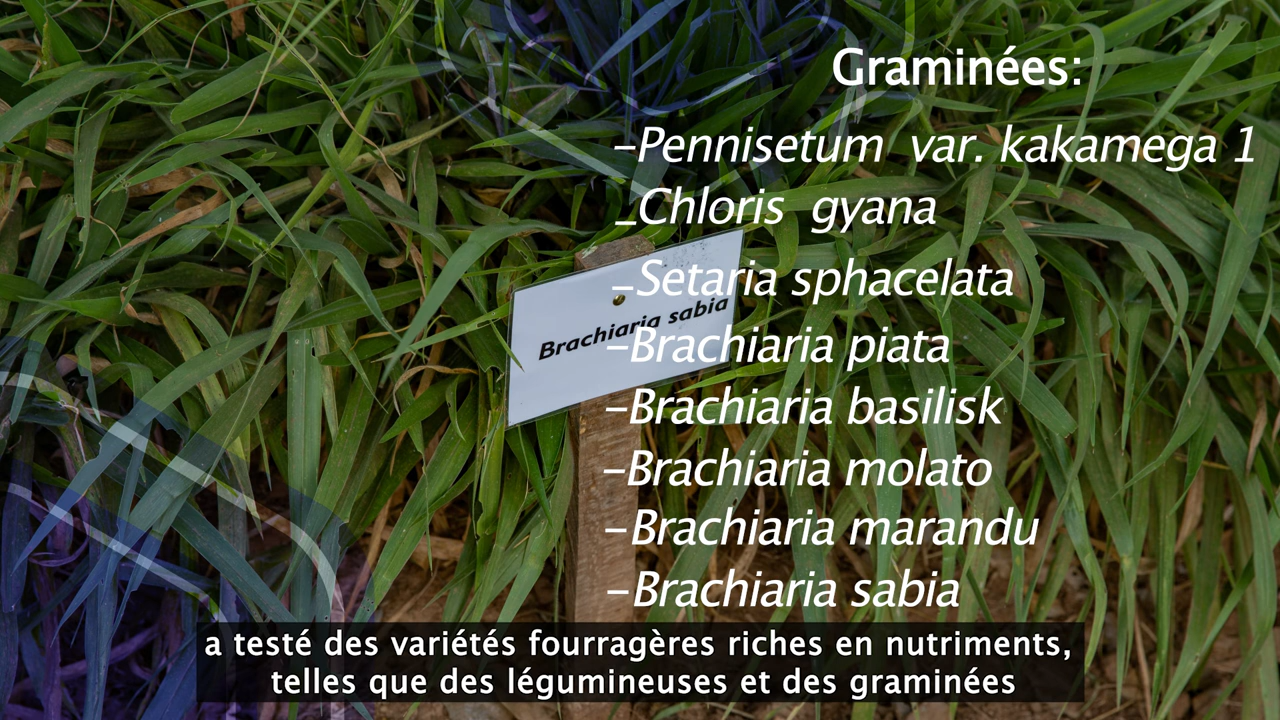 Graminées:
-Pennisetum var. kakamega 1
_Chloris gyana
_Setaria sphacelata
Brachiaria sabia
-Brachiaria piata
-Brachiaria basilisk
-Brachiaria molato
-Brachiaria marandu
-Brachiaria sabia
a testé des variétés fourragères riches en nutriments,
telles que des légumineuses et des graminées